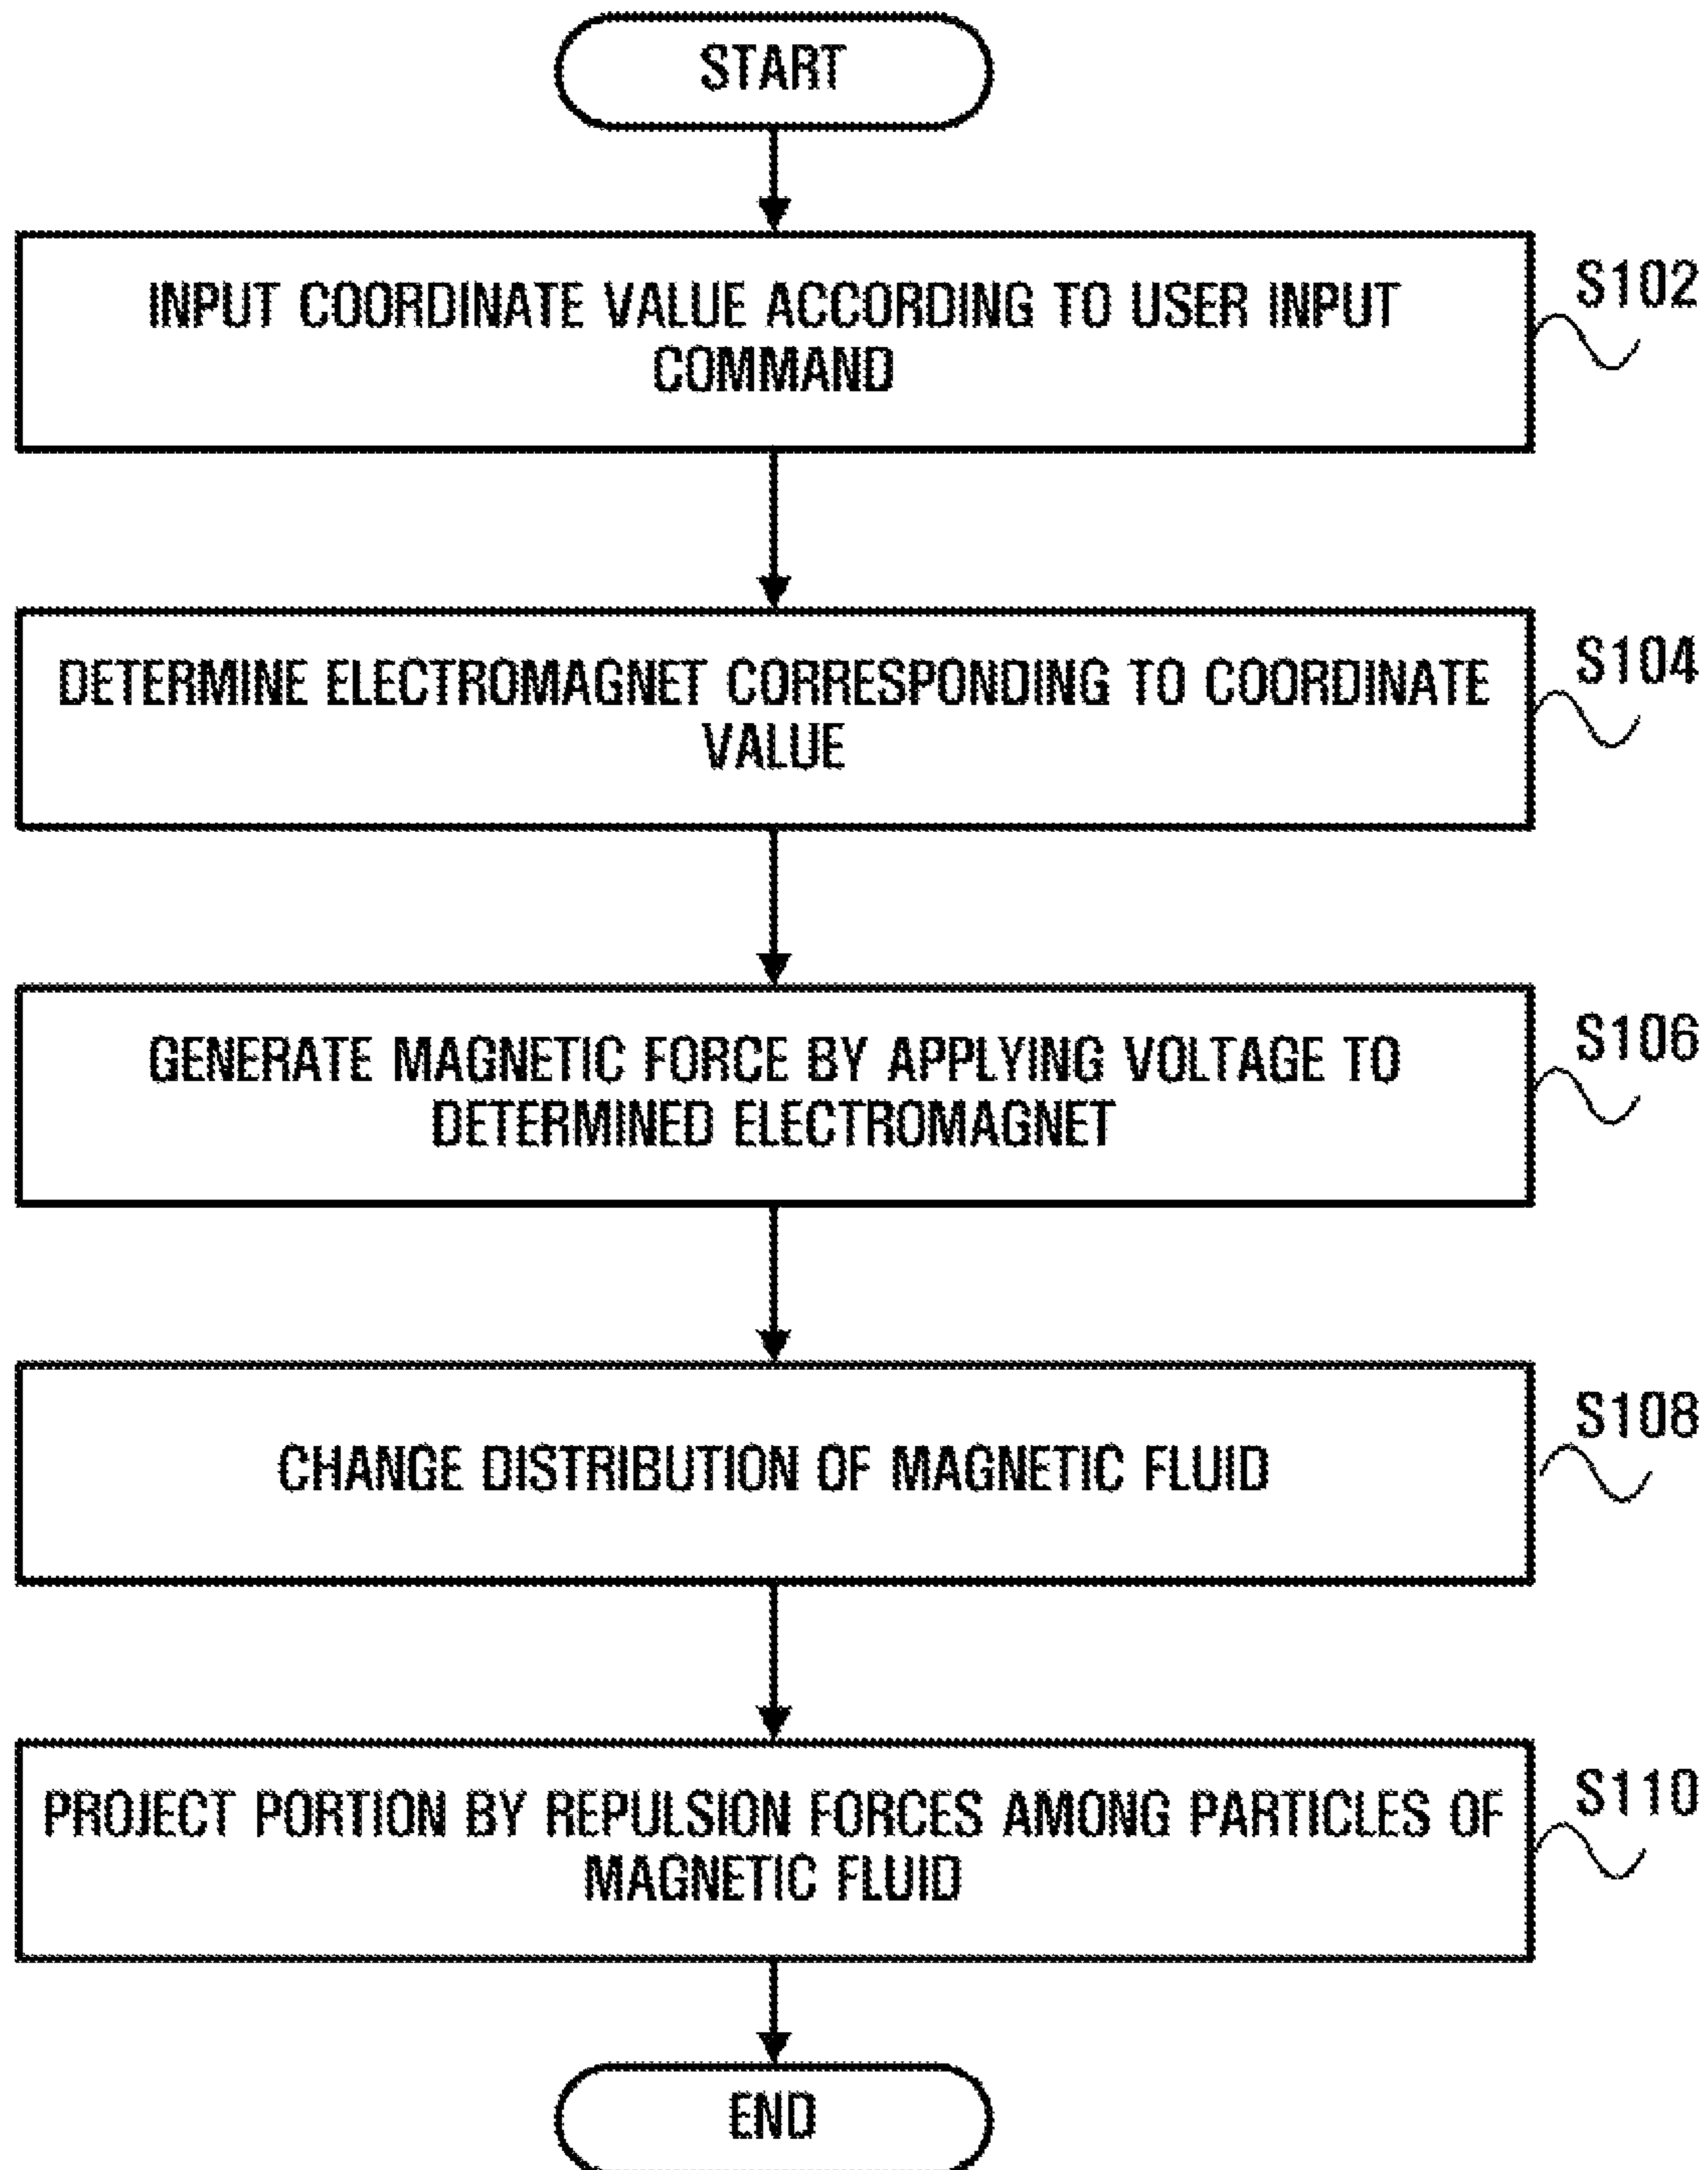 START
INPUT COORDINATE VALUE ACCORDING TO USER INPUT
COMMAND
S102
DETERMINE ELECTROMAGNET CORRESPONDING TO COORDINATE
VALUE
S104
GENERATE MAGNETIC FORCE BY APPLYING VOLTAGE TO
DETERMINED ELECTROMAGNET
S106
CHANGE DISTRIBUTION OF MAGNETIC FLUID
S108
PROJECT PORTION BY REPULSION FORCES AMONG PARTICLES OF
MAGNETIC FLUID
S110
END